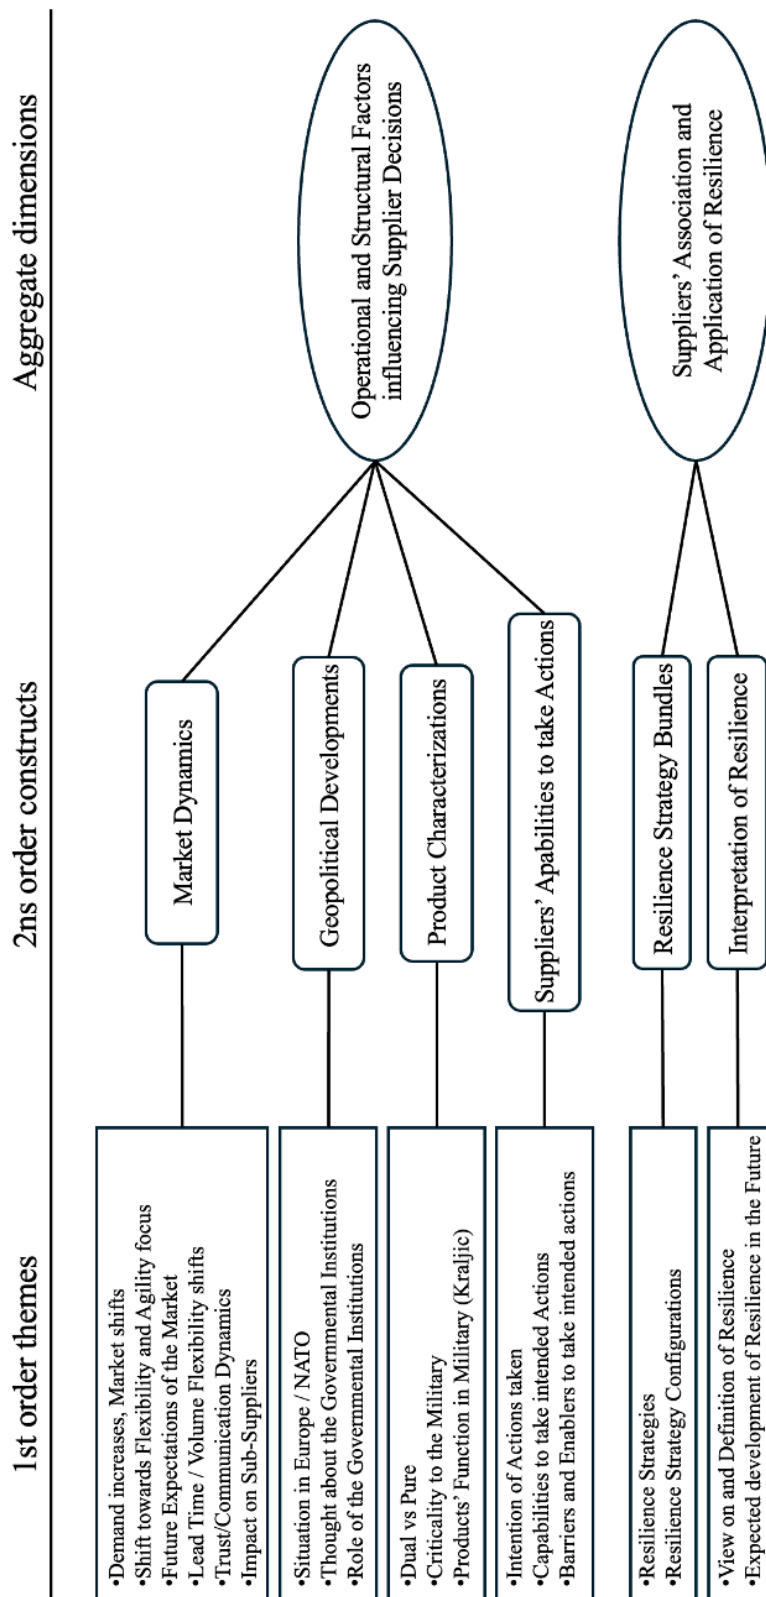 1st order themes
2ns order constructs
Aggregate dimensions
•Demand increases, Market shifts
•Shift towards Flexibility and Agility focus
•Future Expectations of the Market
•Lead Time / Volume Flexibility shifts
•Trust/Communication Dynamics
•Impact on Sub-Suppliers
Market Dynamics
•Situation in Europe / NATO
•Thought about the Governmental Institutions
•Role of the Governmental Institutions
Geopolitical Developments
•Dual vs Pure
•Criticality to the Military
•Products’ Function in Military (Kraljic)
Product Characterizations
•Intention of Actions taken
•Capabilities to take intended Actions
•Barriers and Enablers to take intended actions
Suppliers’ Apabilities to take Actions
Operational and Structural Factors
influencing Supplier Decisions
•Resilience Strategies
•Resilience Strategy Configurations
Resilience Strategy Bundles
•View on and Definition of Resilience
•Expected development of Resilience in the Future
Interpretation of Resilience
Suppliers’ Association and
Application of Resilience